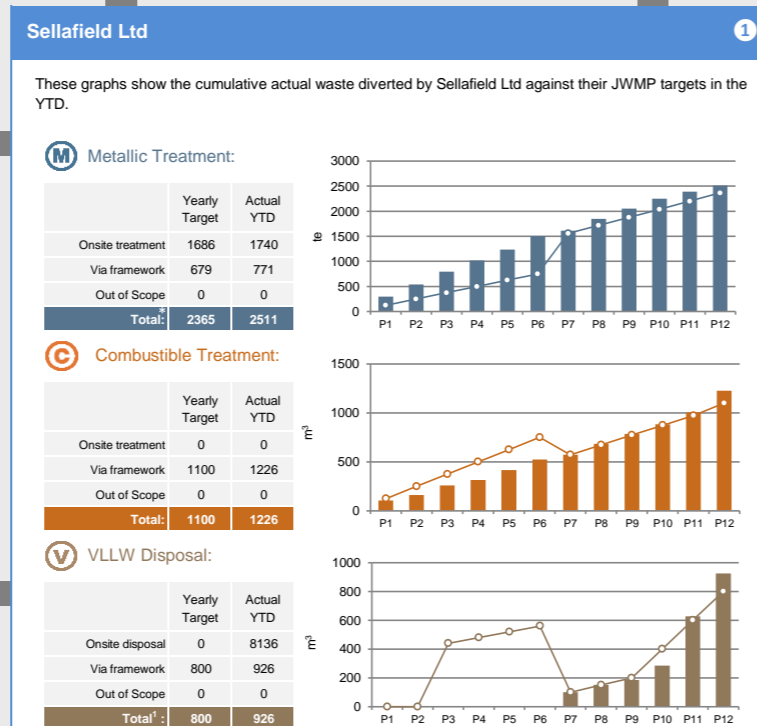 Sellafield Ltd
1
These graphs show the cumulative actual waste diverted by Sellafield Ltd against their JWMP targets in the
YTD.
M Metallic Treatment:
Yearly Target Actual YTD
Onsite treatment 1686 1740
Via framework 679 771
Out of Scope 0 0
Total:* 2365 2511
te
3000
2500
2000
1500
1000
500
0
P1 P2 P3 P4 P5 P6 P7 P8 P9 P10 P11 P12
C Combustible Treatment:
Yearly Target Actual YTD
Onsite treatment 0 0
Via framework 1100 1226
Out of Scope 0 0
Total: 1100 1226
m³
1500
1000
500
0
P1 P2 P3 P4 P5 P6 P7 P8 P9 P10 P11 P12
V VLLW Disposal:
Yearly Target Actual YTD
Onsite disposal 0 8136
Via framework 800 926
Out of Scope 0 0
Total¹ : 800 926
m³
1000
800
600
400
200
0
P1 P2 P3 P4 P5 P6 P7 P8 P9 P10 P11 P12